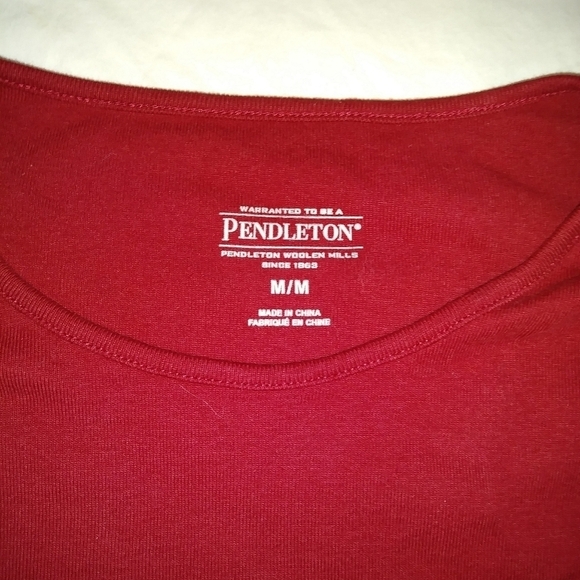 WARRANTED TO BE A
PENDLETON®
PENDLETON WOOLEN MILLS
SINCE 1863
M/M
MADE IN CHINA
FABRIQUÉ EN CHINE